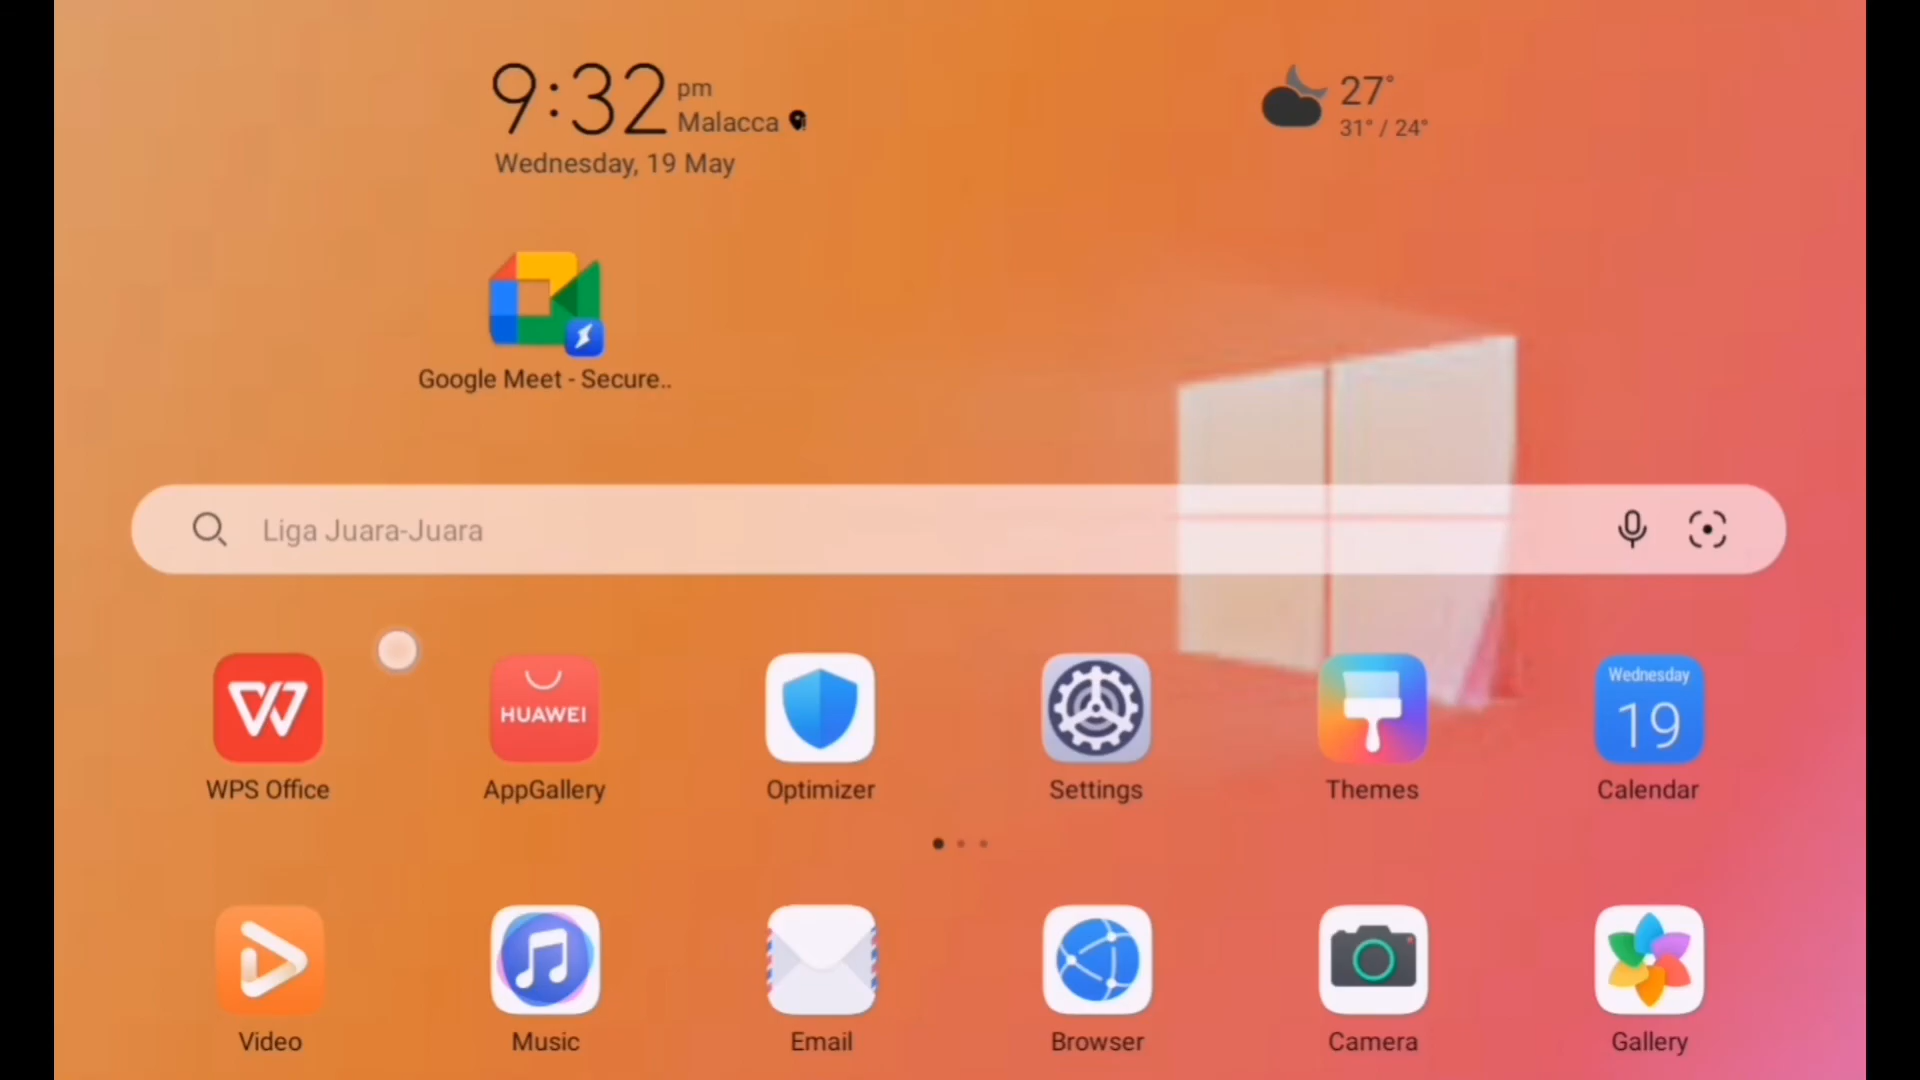 9:32 pm
Malacca
Wednesday, 19 May
27°
31° / 24°
Google Meet - Secure..
Liga Juara-Juara
HUAWEI
Wednesday
19
WPS Office
AppGallery
Optimizer
Settings
Themes
Calendar
Video
Music
Email
Browser
Camera
Gallery